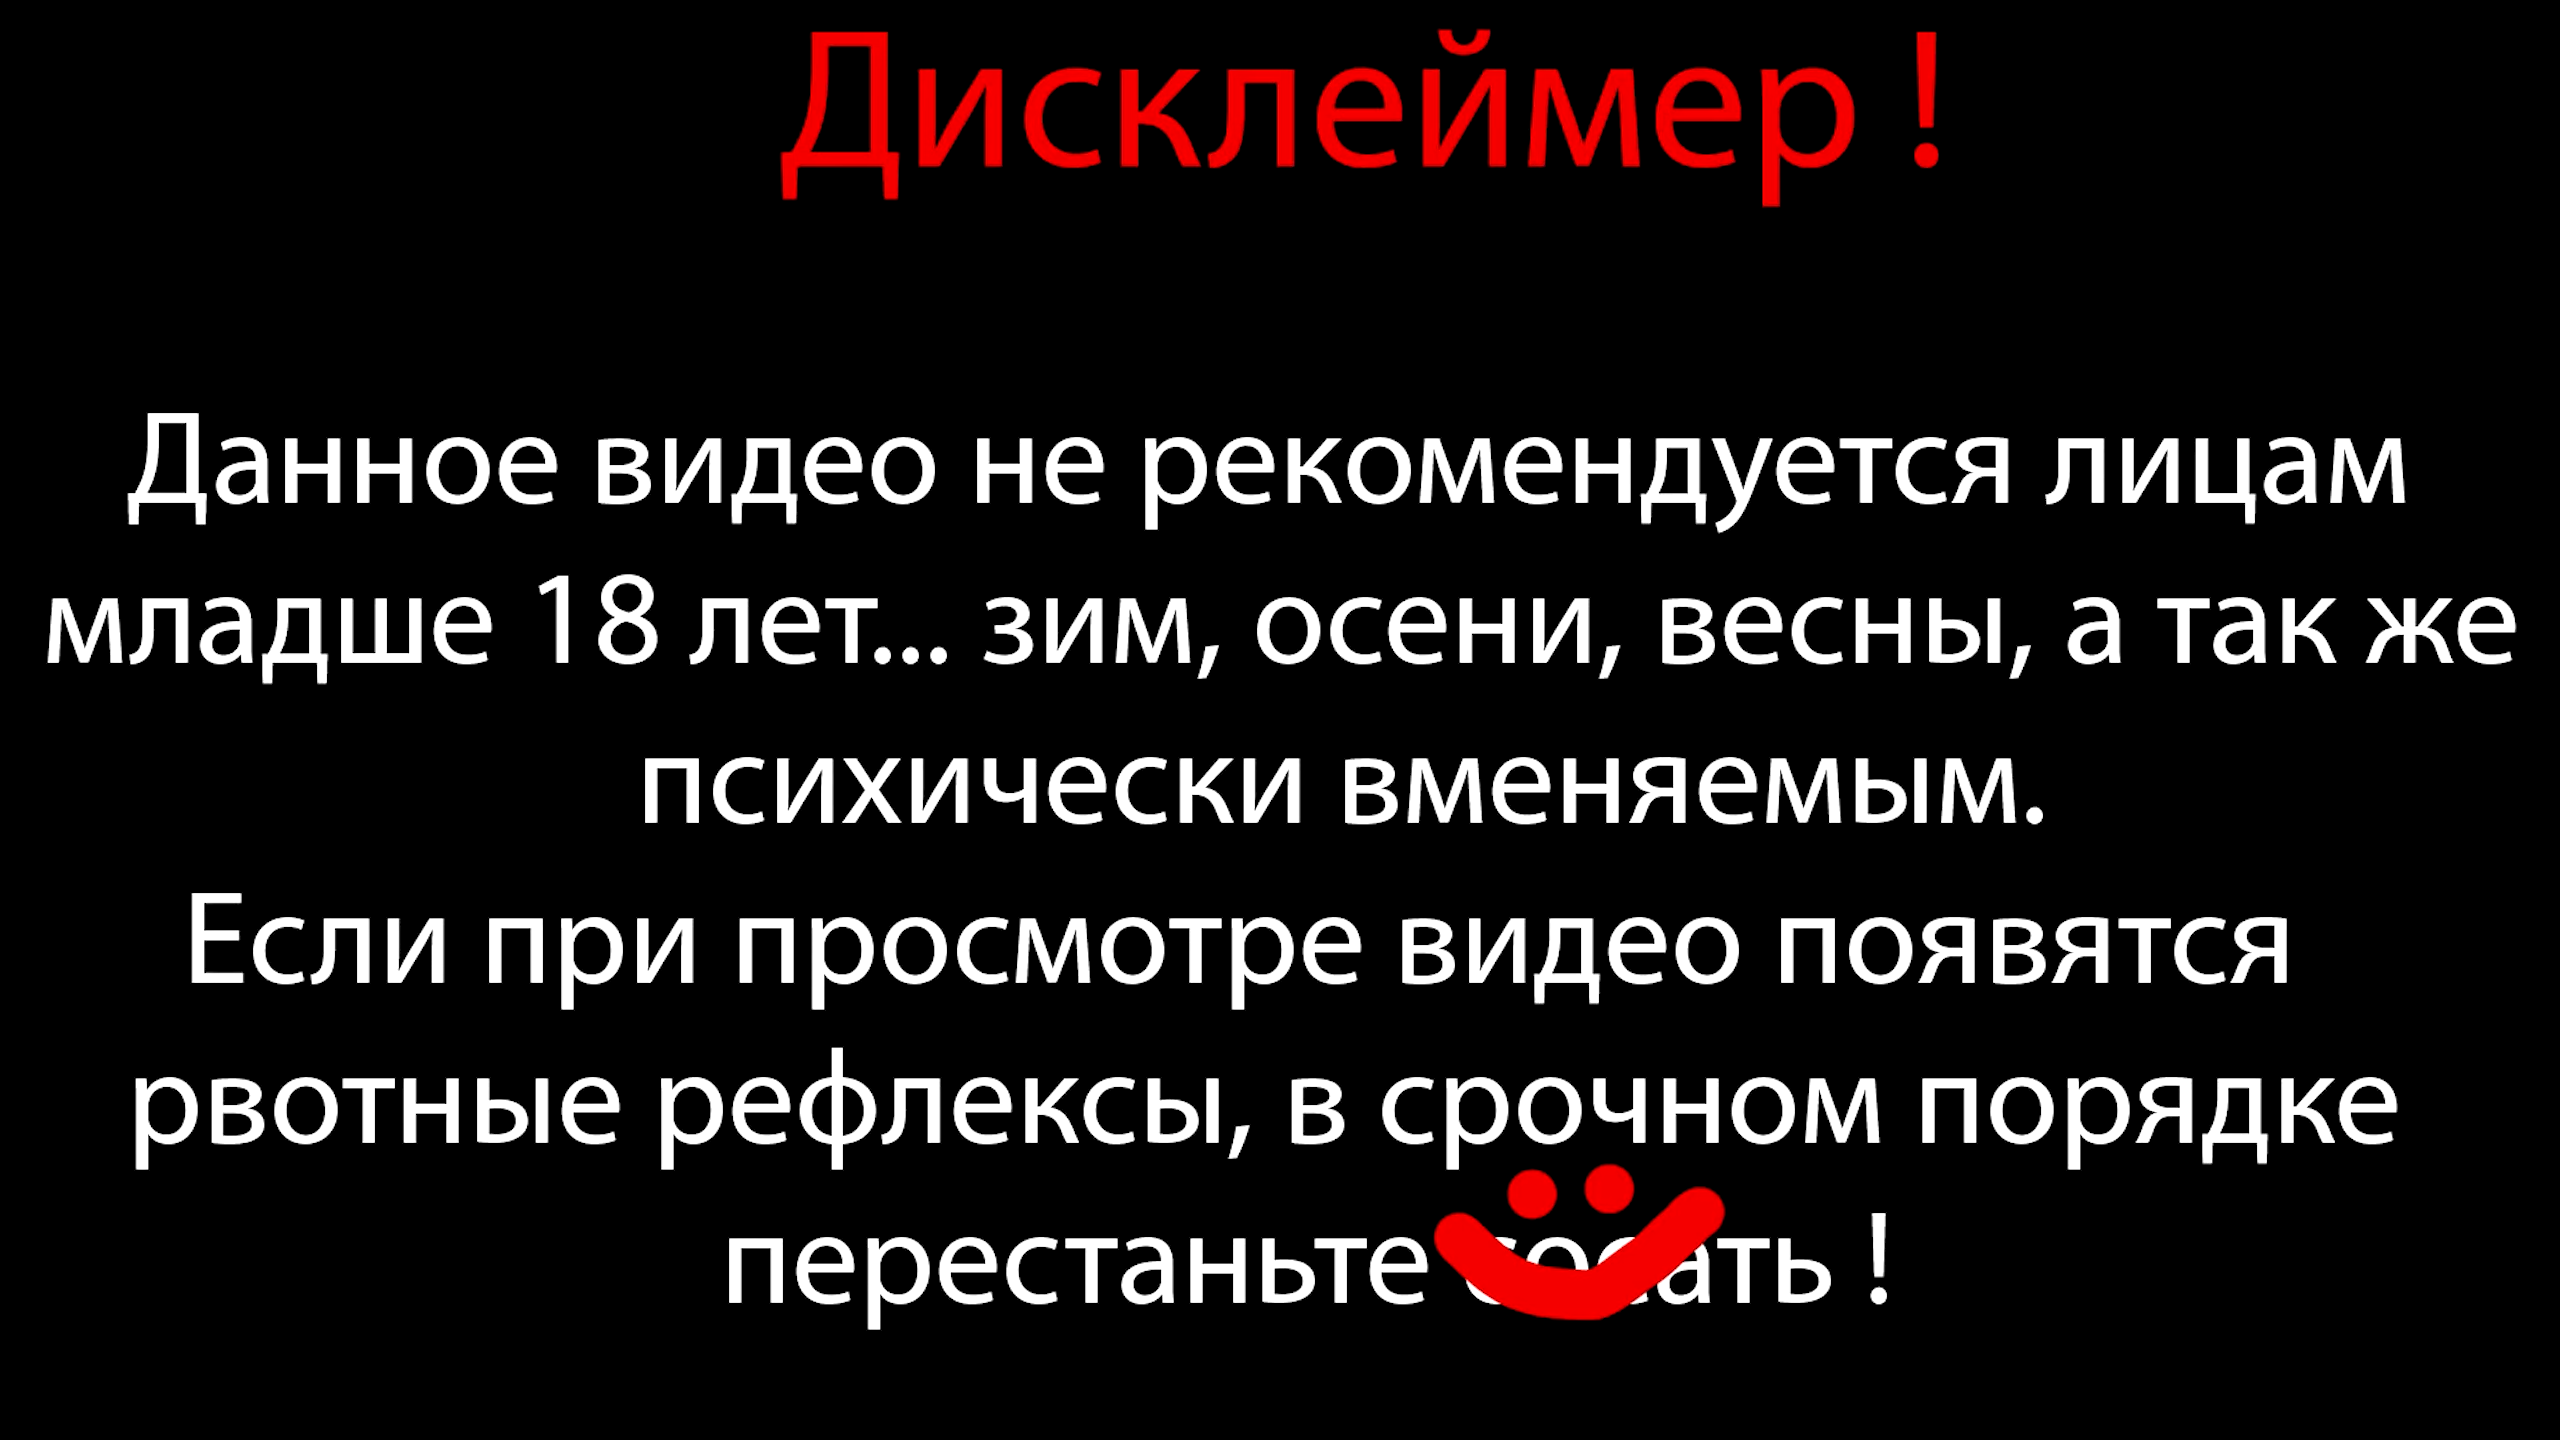 Дисклеймер !
Данное видео не рекомендуется лицам
младше 18 лет... зим, осени, весны, а так же
психически вменяемым.
Если при просмотре видео появятся
рвотные рефлексы, в срочном порядке
перестаньте сосать !